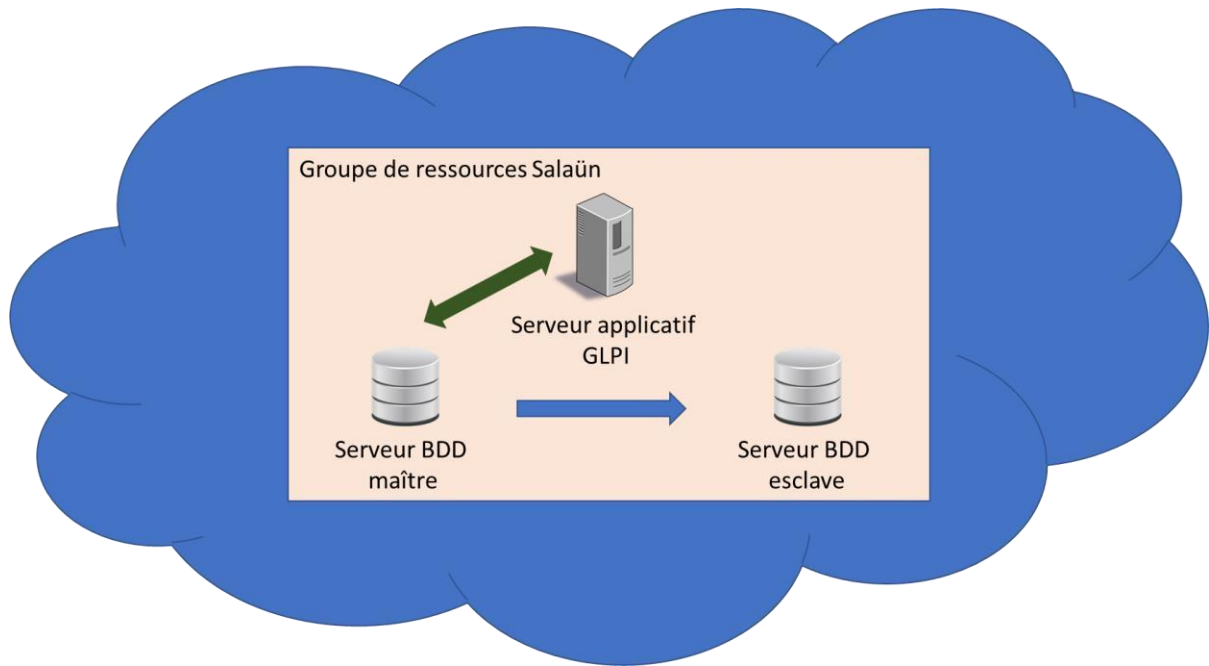 Groupe de ressources Salaün
Serveur applicatif
GLPI
Serveur BDD
maître
Serveur BDD
esclave